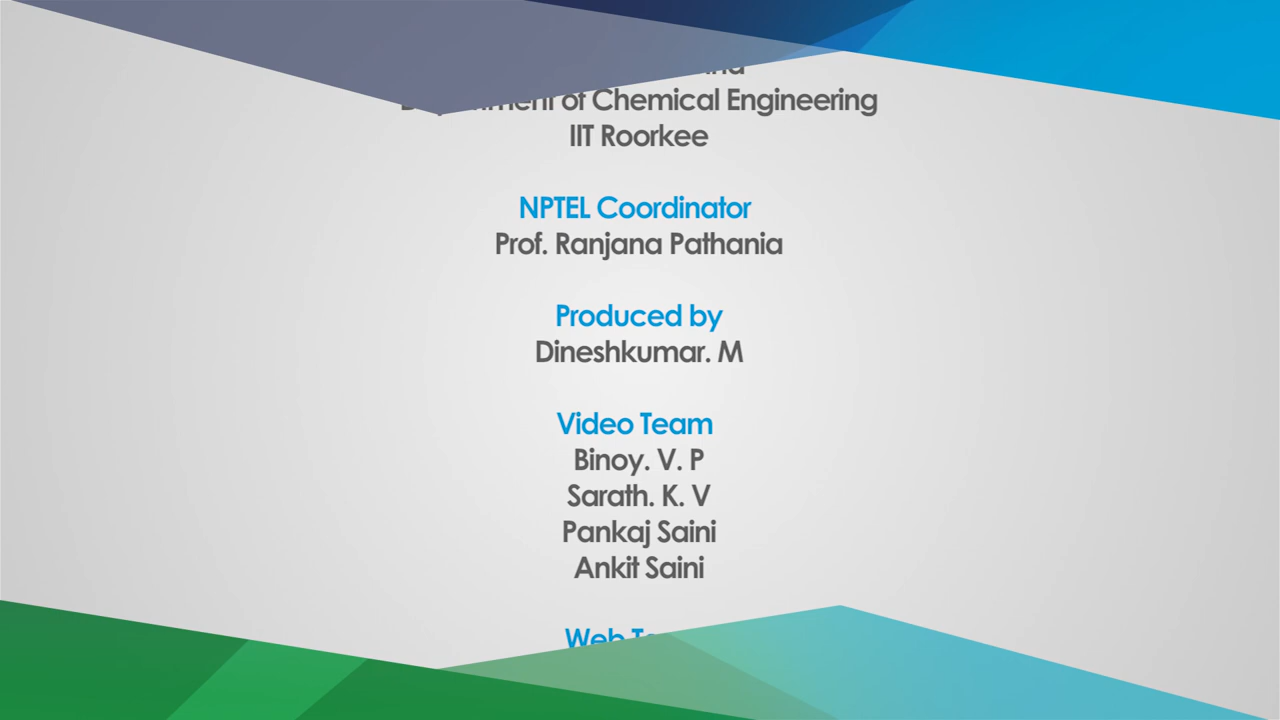 of Chemical Engineering
IIT Roorkee
NPTEL Coordinator
Prof. Ranjana Pathania
Produced by
Dineshkumar. M
Video Team
Binoy. V. P
Sarath. K. V
Pankaj Saini
Ankit Saini
Web